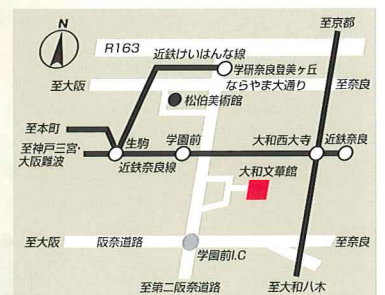 至京都
N
R163
近鉄けいはんな線
学研奈良登美ヶ丘
至大阪
ならやま大通り
至奈良
松伯美術館
至本町
生駒
学園前
大和西大寺
近鉄奈良
至神戸三宮・
大阪難波
近鉄奈良線
大和文華館
至大阪
阪奈道路
至奈良
学園前I.C
至第二阪奈道路
至大和八木